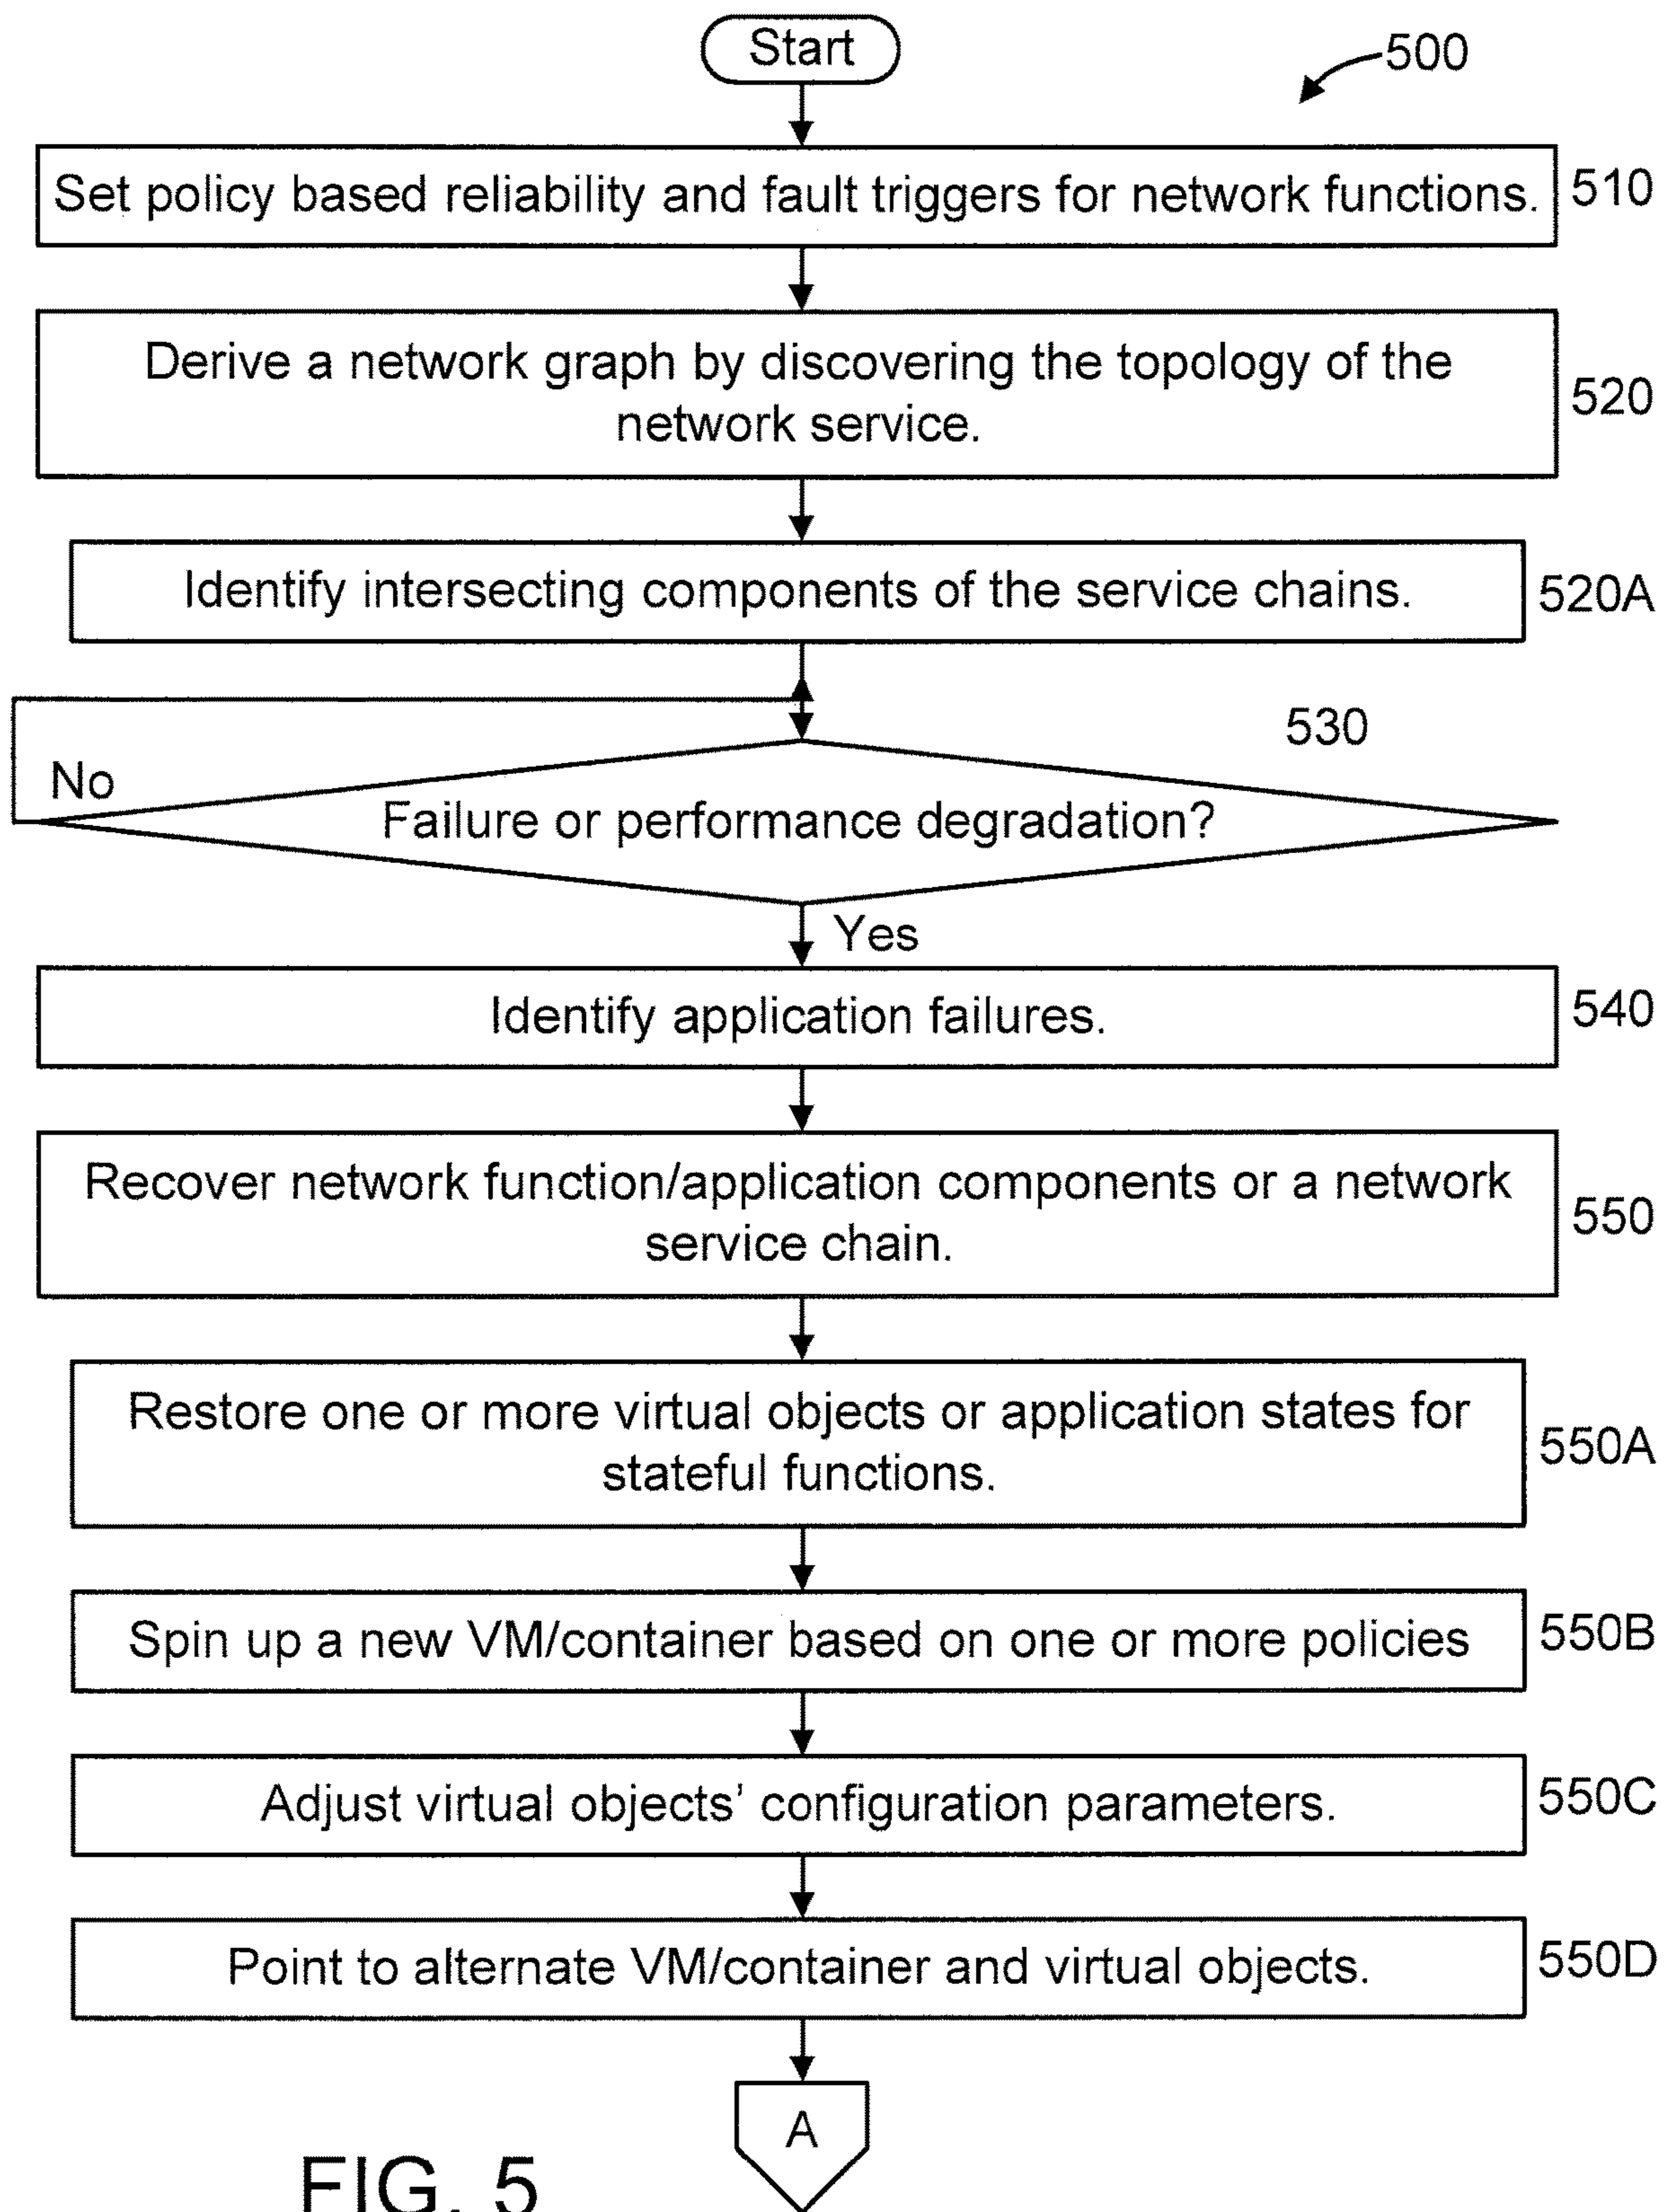 Start
500
Set policy based reliability and fault triggers for network functions.
510
Derive a network graph by discovering the topology of the
network service.
520
Identify intersecting components of the service chains.
520A
530
No
Failure or performance degradation?
Yes
Identify application failures.
540
Recover network function/application components or a network
service chain.
550
Restore one or more virtual objects or application states for
stateful functions.
550A
Spin up a new VM/container based on one or more policies
550B
Adjust virtual objects’ configuration parameters.
550C
Point to alternate VM/container and virtual objects.
550D
A
FIG. 5